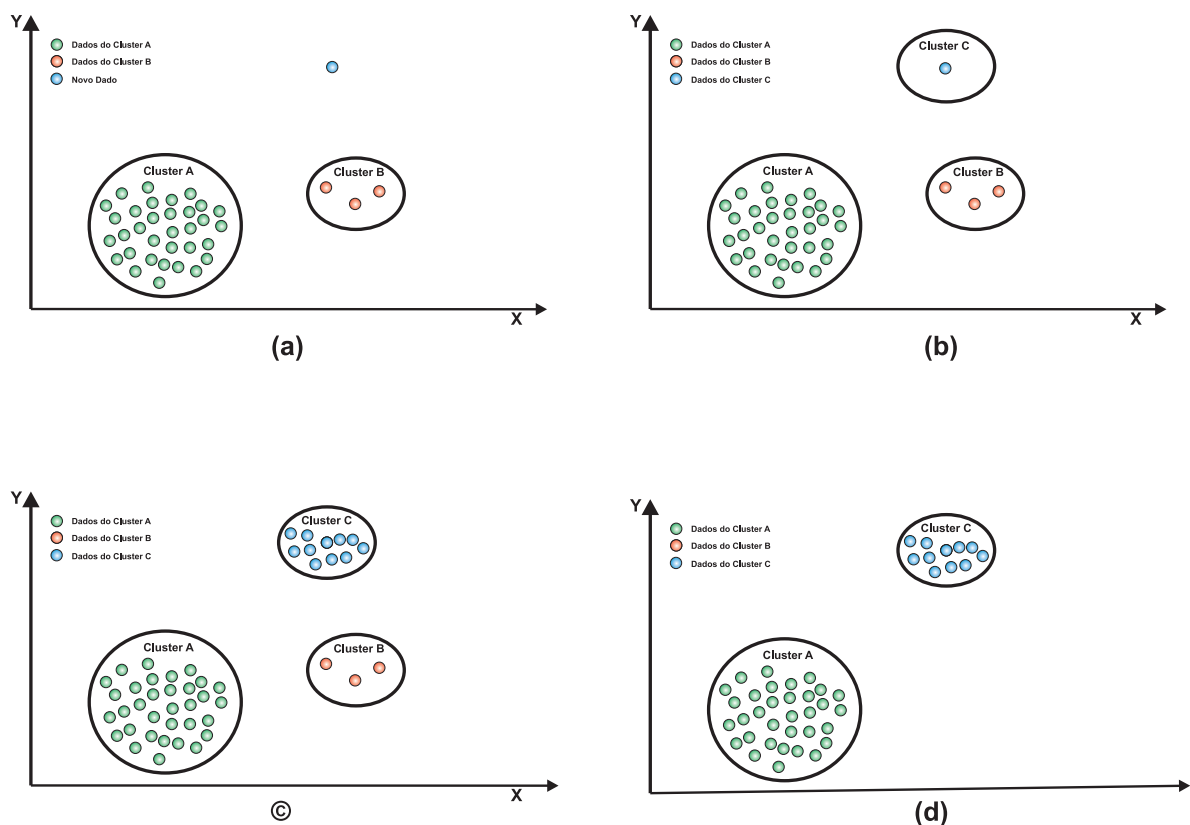 Y
Dados do Cluster A
Dados do Cluster B
Novo Dado
Cluster A
Cluster B
X
(a)
Y
Dados do Cluster A
Dados do Cluster B
Dados do Cluster C
Cluster C
Cluster A
Cluster B
X
(b)
Y
Dados do Cluster A
Dados do Cluster B
Dados do Cluster C
Cluster C
Cluster A
Cluster B
X
©
Y
Dados do Cluster A
Dados do Cluster B
Dados do Cluster C
Cluster C
Cluster A
(d)